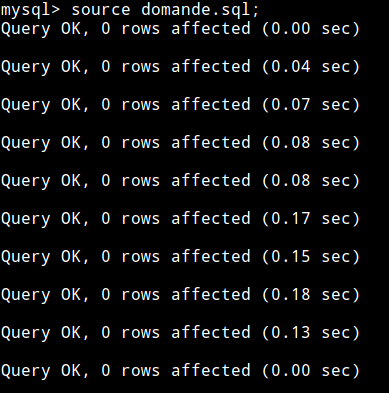 mysql> source domande.sql;
Query OK, 0 rows affected (0.00 sec)
Query OK, 0 rows affected (0.04 sec)
Query OK, 0 rows affected (0.07 sec)
Query OK, 0 rows affected (0.08 sec)
Query OK, 0 rows affected (0.08 sec)
Query OK, 0 rows affected (0.17 sec)
Query OK, 0 rows affected (0.15 sec)
Query OK, 0 rows affected (0.18 sec)
Query OK, 0 rows affected (0.13 sec)
Query OK, 0 rows affected (0.00 sec)